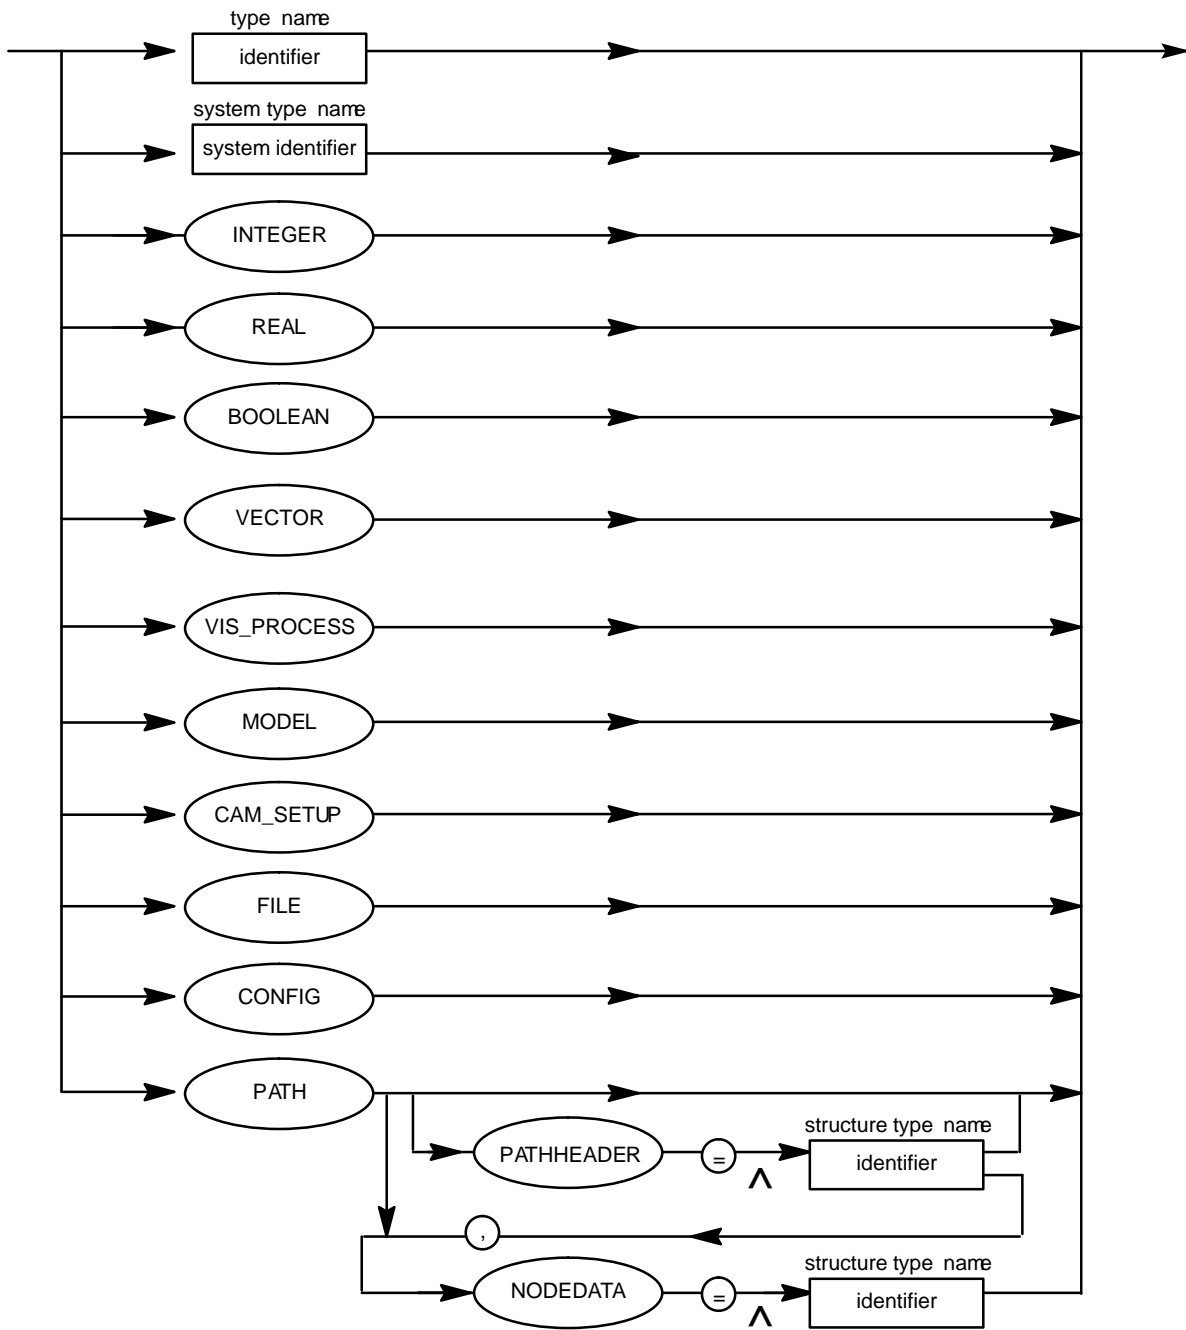 type name
identifier
system type name
system identifier
INTEGER
REAL
BOOLEAN
VECTOR
VIS_PROCESS
MODEL
CAM_SETUP
FILE
CONFIG
PATH
structure type name
PATHHEADER = ^ identifier
,
structure type name
NODEDATA = ^ identifier